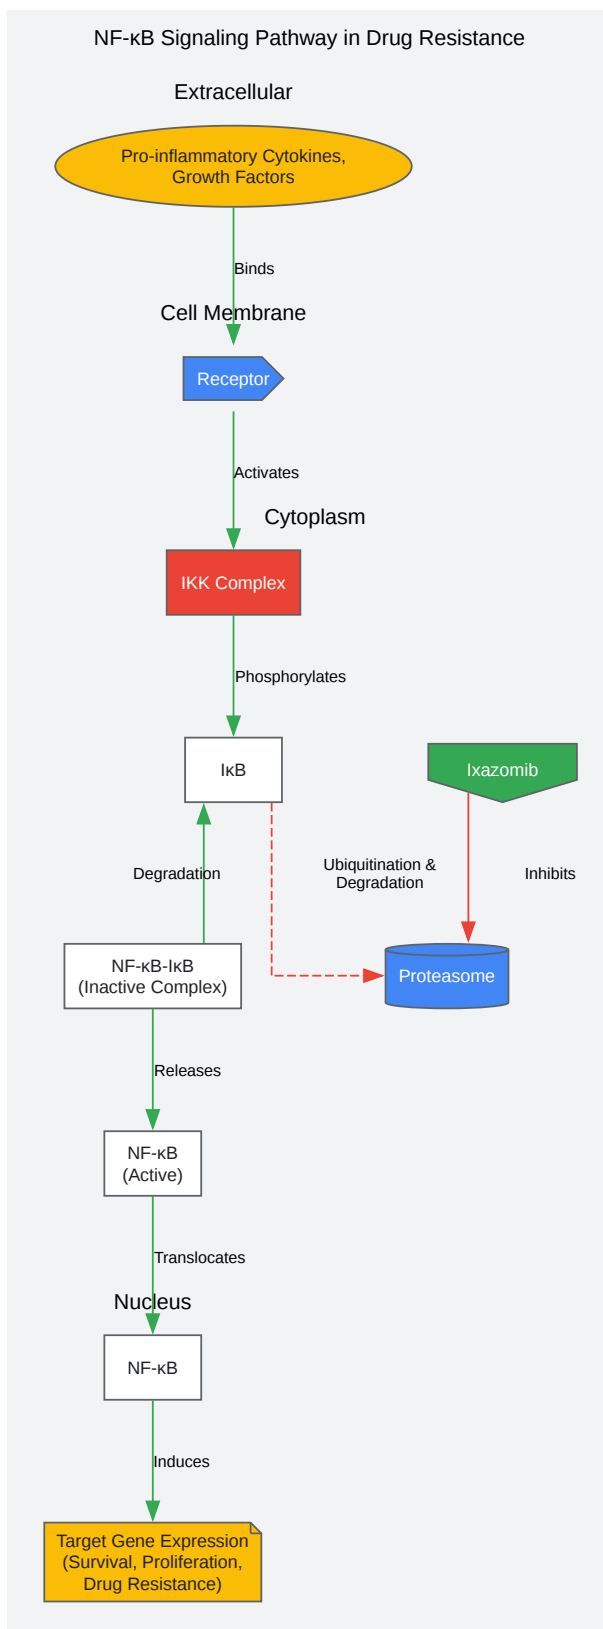 NF-κB Signaling Pathway in Drug Resistance
Extracellular
Pro-inflammatory Cytokines,
Growth Factors
Binds
Cell Membrane
Receptor
Activates
Cytoplasm
IKK Complex
Phosphorylates
IκB
Ixazomib
Degradation
Ubiquitination &
Degradation
Inhibits
NF-κB-IκB
(Inactive Complex)
Proteasome
Releases
NF-κB
(Active)
Translocates
Nucleus
NF-κB
Induces
Target Gene Expression
(Survival, Proliferation,
Drug Resistance)